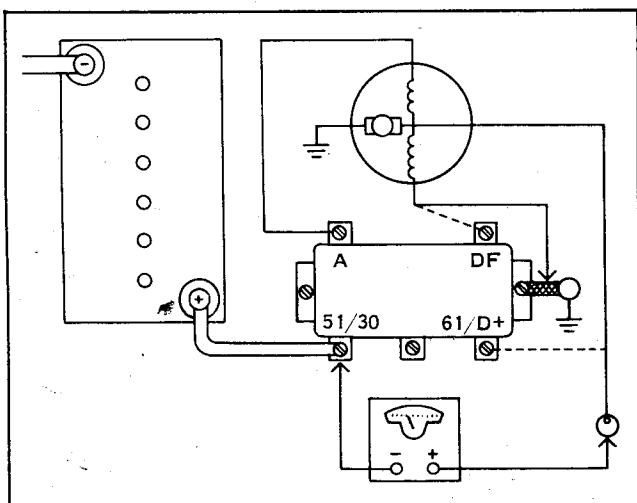 -
A
DF
+
51/30
61/D+
- +